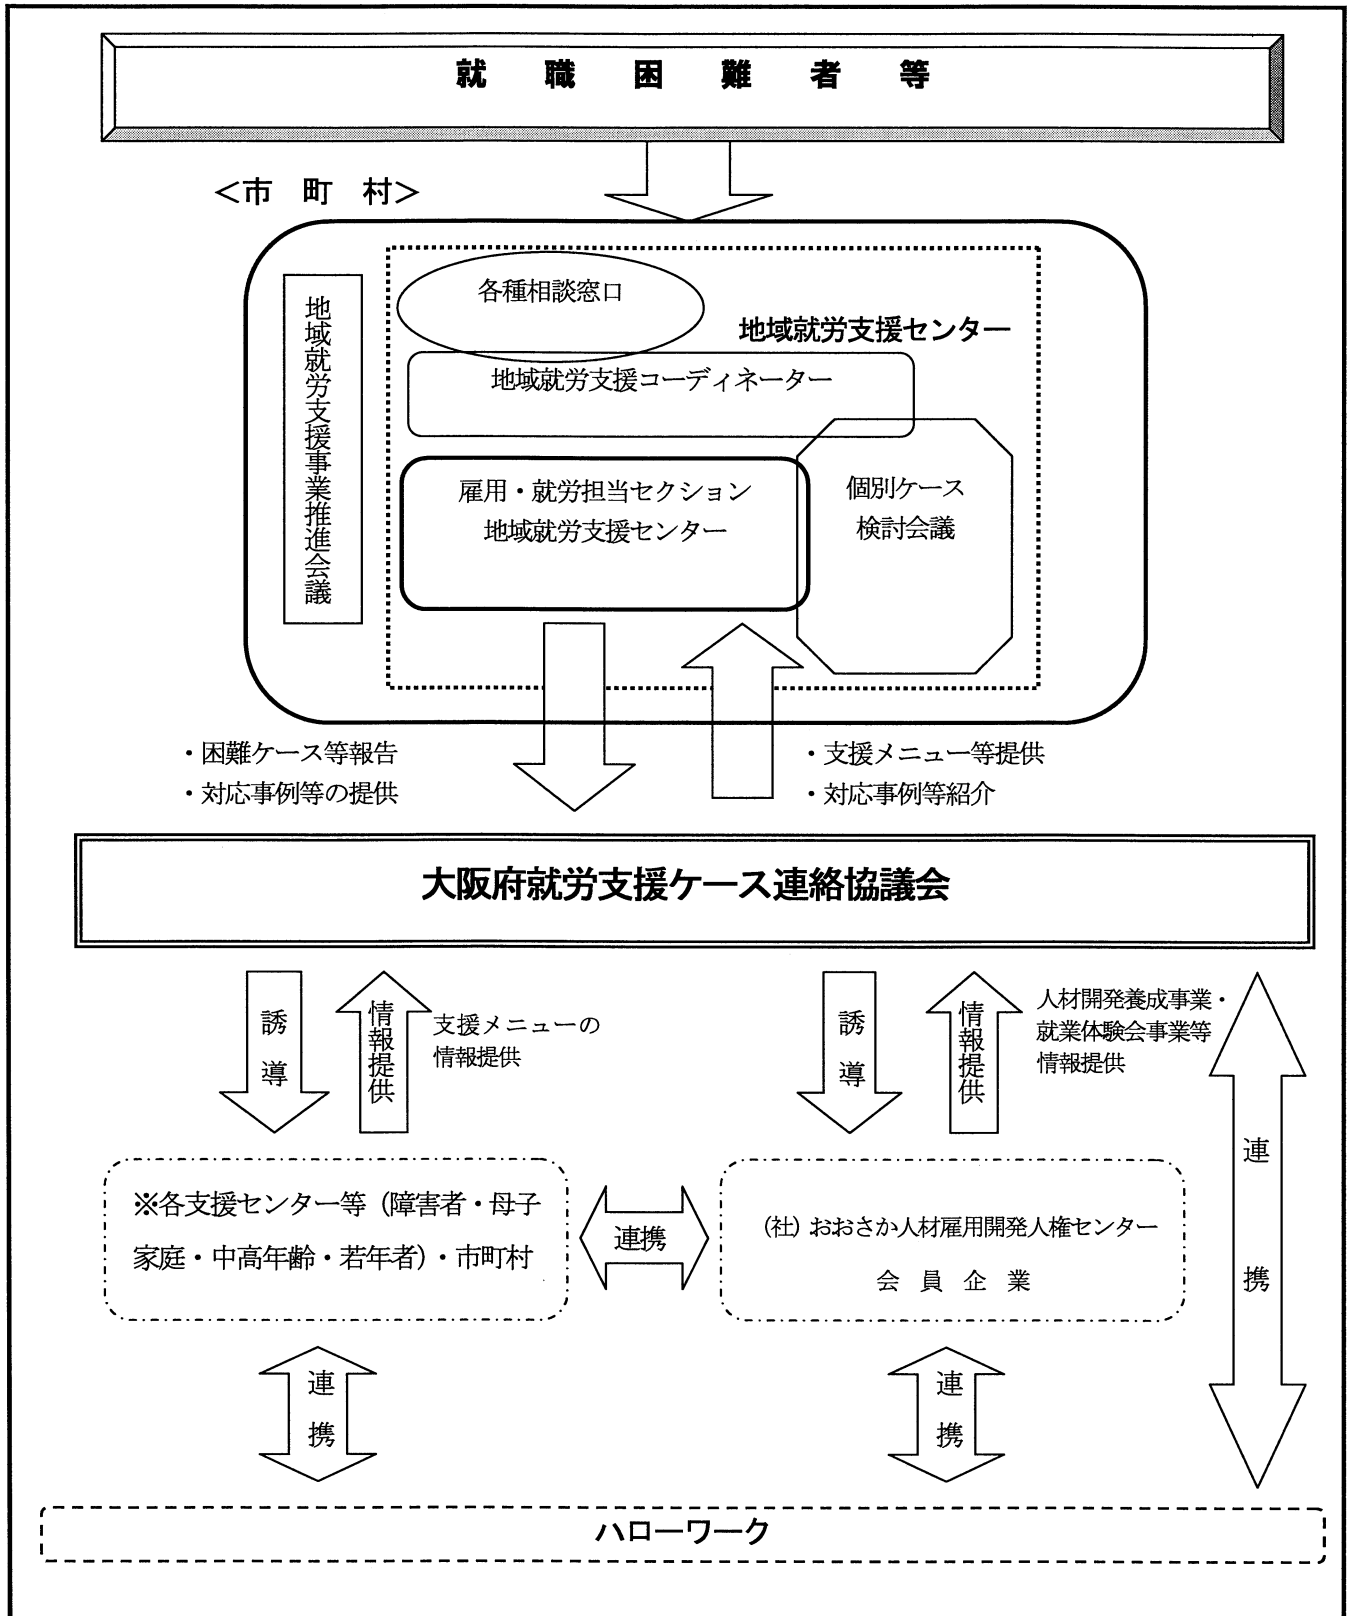 就 職 困 難 者 等
＜市 町 村＞
地域就労支援事業推進会議
各種相談窓口
地域就労支援センター
地域就労支援コーディネーター
雇用・就労担当セクション
地域就労支援センター
個別ケース
検討会議
・困難ケース等報告
・対応事例等の提供
・支援メニュー等提供
・対応事例等紹介
大阪府就労支援ケース連絡協議会
誘導
情報提供
支援メニューの
情報提供
誘導
情報提供
人材開発養成事業・
就業体験会事業等
情報提供
連携
※各支援センター等（障害者・母子
家庭・中高年齢・若年者）・市町村
連携
（社）おおさか人材雇用開発人権センター
会 員 企 業
連携
連携
ハローワーク